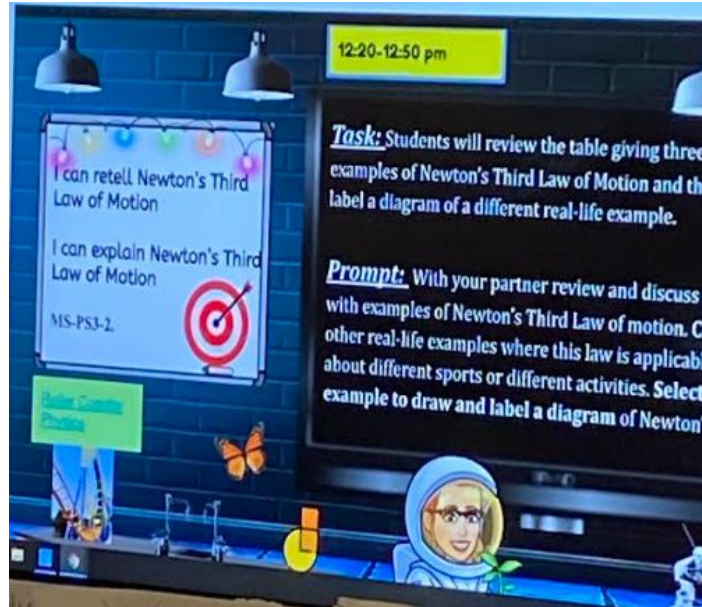 12:20-12:50 pm
I can retell Newton's Third
Law of Motion
I can explain Newton's Third
Law of Motion
MS-PS3-2.
Roller Coaster
Physics
Task: Students will review the table giving three
examples of Newton's Third Law of Motion and th
label a diagram of a different real-life example.
Prompt: With your partner review and discuss
with examples of Newton's Third Law of motion. C
other real-life examples where this law is applicabl
about different sports or different activities. Select
example to draw and label a diagram of Newton'